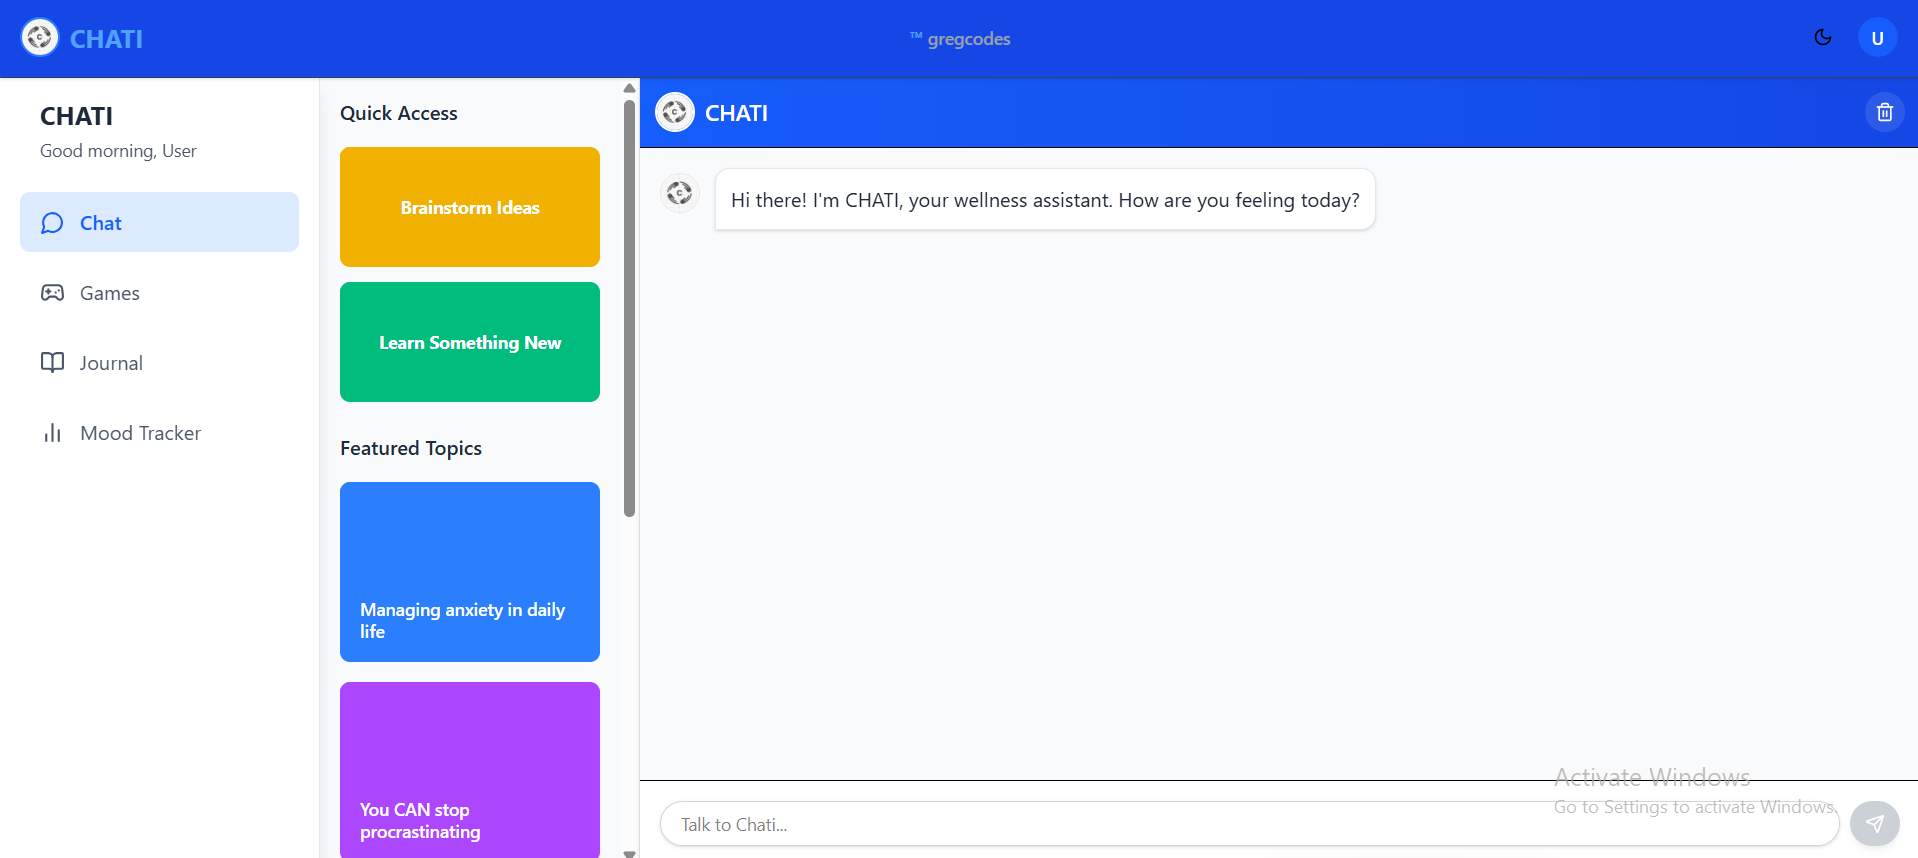 CHATI
™ gregcodes
U
CHATI
Good morning, User
Chat
Games
Journal
Mood Tracker
Quick Access
Brainstorm Ideas
Learn Something New
Featured Topics
Managing anxiety in daily
life
You CAN stop
procrastinating
CHATI
Hi there! I'm CHATI, your wellness assistant. How are you feeling today?
Talk to Chati...
Activate Windows
Go to Settings to activate Windows.